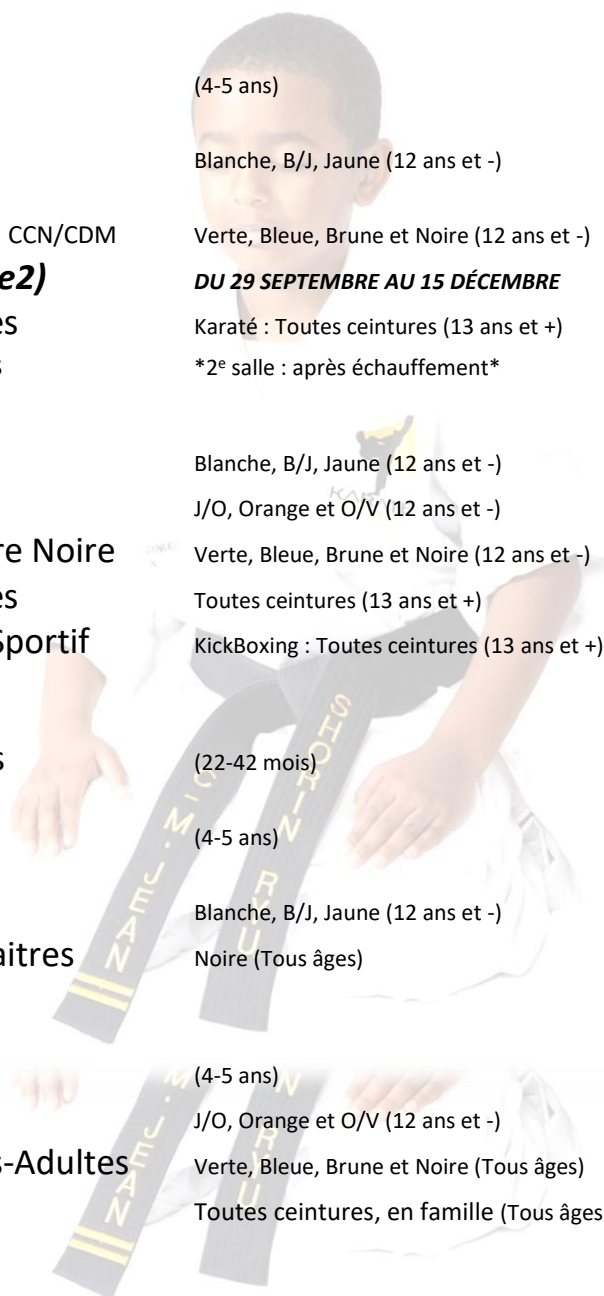 (4-5 ans)
Blanche, B/J, Jaune (12 ans et -)
CCN/CDM Verte, Bleue, Brune et Noire (12 ans et -)
e2) DU 29 SEPTEMBRE AU 15 DÉCEMBRE
es Karaté : Toutes ceintures (13 ans et +)
s *2e salle : après échauffement*
Blanche, B/J, Jaune (12 ans et -)
J/O, Orange et O/V (12 ans et -)
re Noire Verte, Bleue, Brune et Noire (12 ans et -)
es Toutes ceintures (13 ans et +)
Sportif KickBoxing : Toutes ceintures (13 ans et +)
s (22-42 mois)
(4-5 ans)
Blanche, B/J, Jaune (12 ans et -)
aitres Noire (Tous âges)
(4-5 ans)
J/O, Orange et O/V (12 ans et -)
s-Adultes Verte, Bleue, Brune et Noire (Tous âges)
Toutes ceintures, en famille (Tous âges
KARATÉ
C-M-JEAN
SHORIN RYU
M-JEAN
N RYU